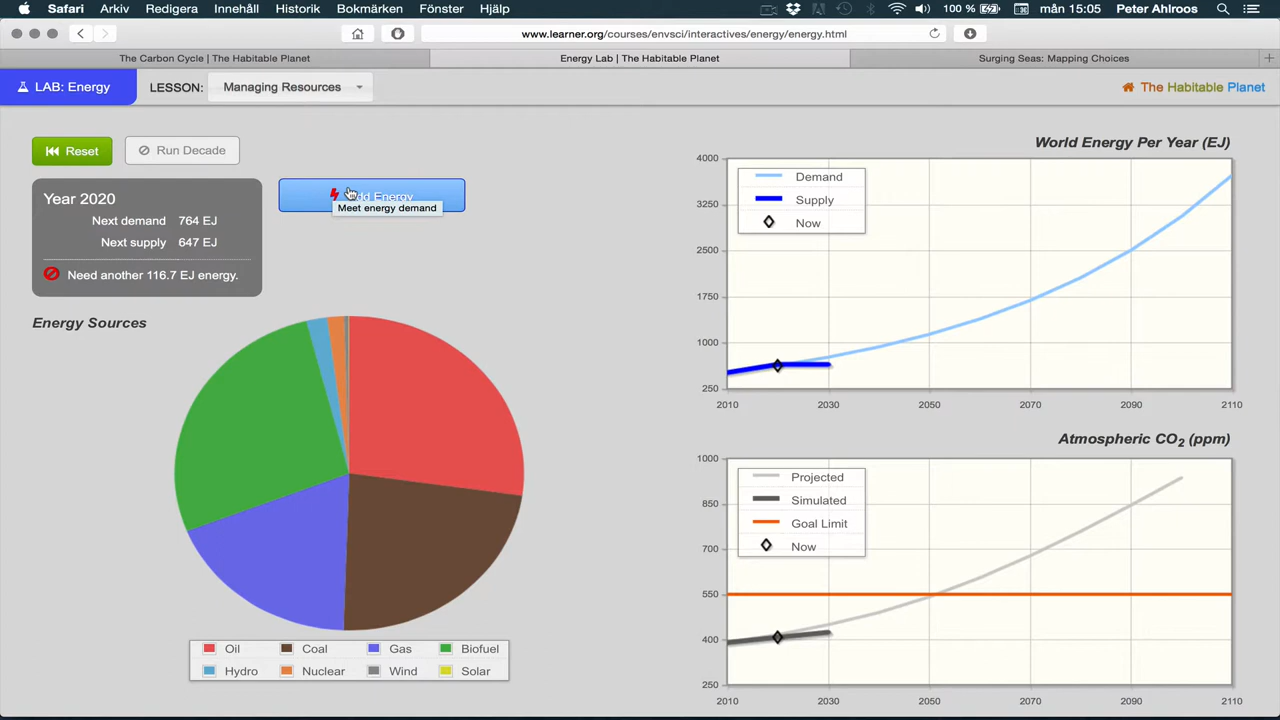 Safari Arkiv Redigera Innehåll Historik Bokmärken Fönster Hjälp 100 % mån 15:05 Peter Ahlroos
www.learner.org/courses/envsci/interactives/energy/energy.html
The Carbon Cycle | The Habitable Planet Energy Lab | The Habitable Planet Surging Seas: Mapping Choices
LAB: Energy LESSON: Managing Resources The Habitable Planet
Reset Run Decade
Year 2020
Next demand 764 EJ
Next supply 647 EJ
Need another 116.7 EJ energy.
Energy
Meet energy demand
Energy Sources
Oil Coal Gas Biofuel
Hydro Nuclear Wind Solar
World Energy Per Year (EJ)
4000
3250
2500
1750
1000
250
Demand
Supply
Now
2010 2030 2050 2070 2090 2110
Atmospheric CO2 (ppm)
1000
850
700
550
400
250
Projected
Simulated
Goal Limit
Now
2010 2030 2050 2070 2090 2110